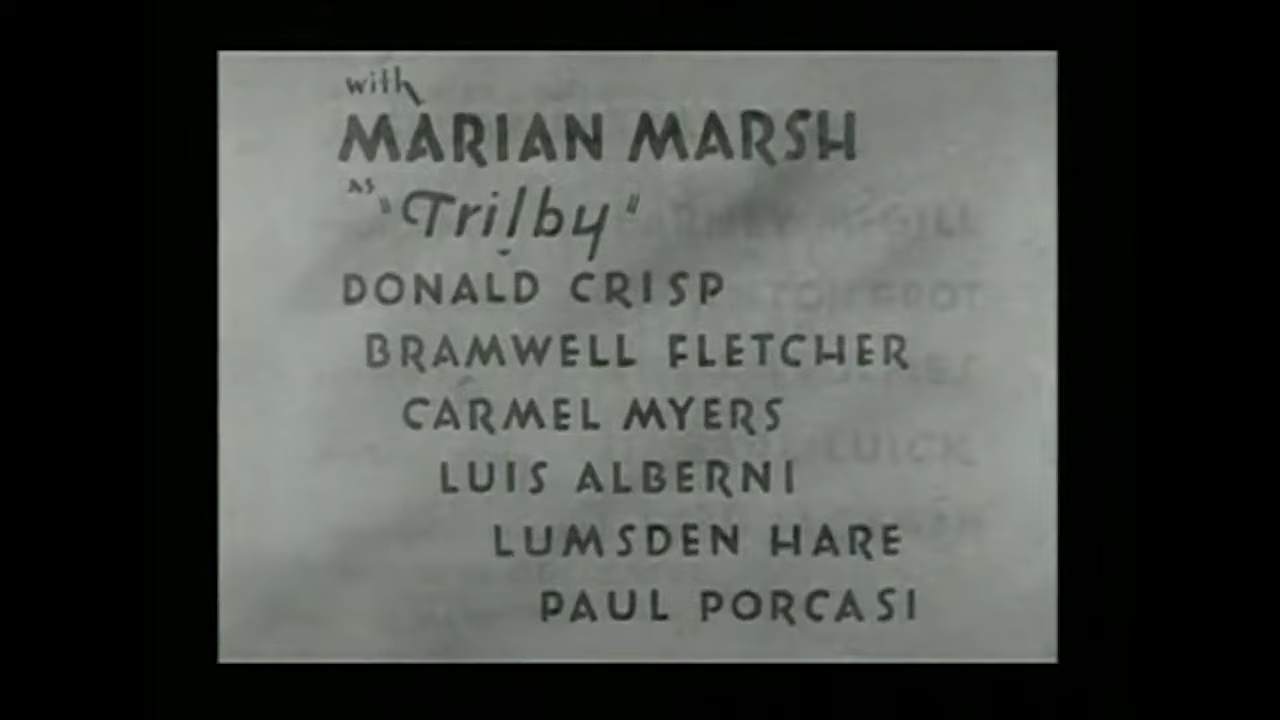 with
MARIAN MARSH
as
"Trilby"
DONALD CRISP
BRAMWELL FLETCHER
CARMEL MYERS
LUIS ALBERNI
LUMSDEN HARE
PAUL PORCASI